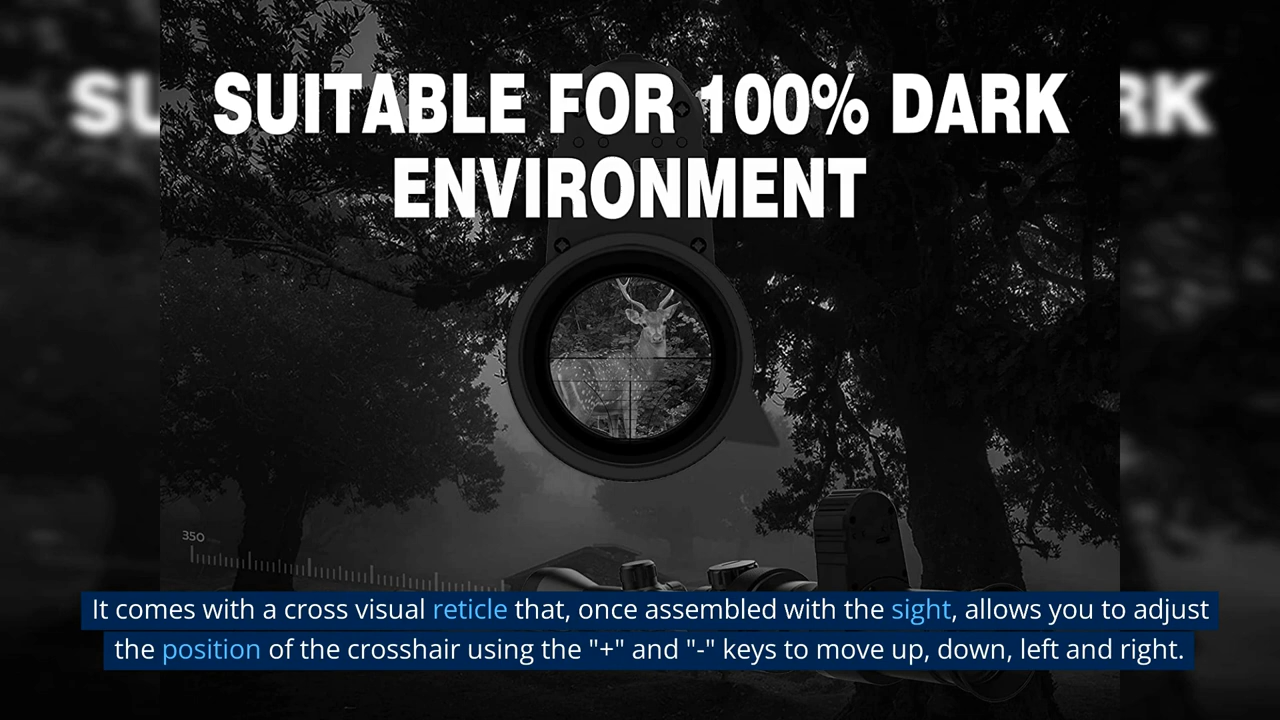 SUITABLE FOR 100% DARK
ENVIRONMENT
350
It comes with a cross visual reticle that, once assembled with the sight, allows you to adjust
the position of the crosshair using the "+" and "-" keys to move up, down, left and right.